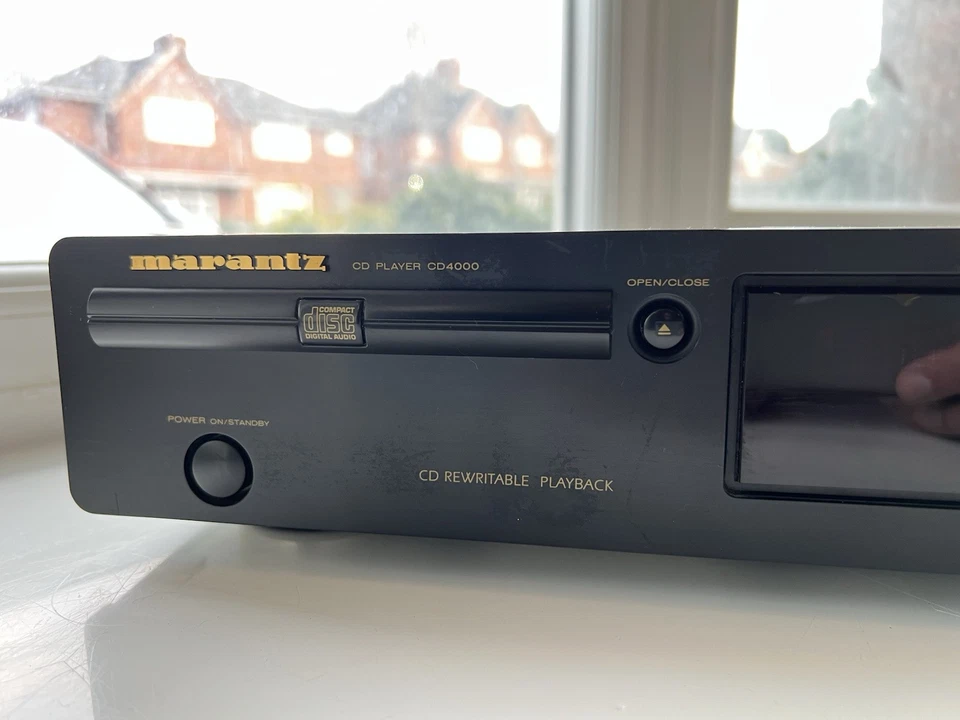 marantz CD PLAYER CD4000
OPEN/CLOSE
COMPACT
disc
DIGITAL AUDIO
POWER ON/STANDBY
CD REWRITABLE PLAYBACK